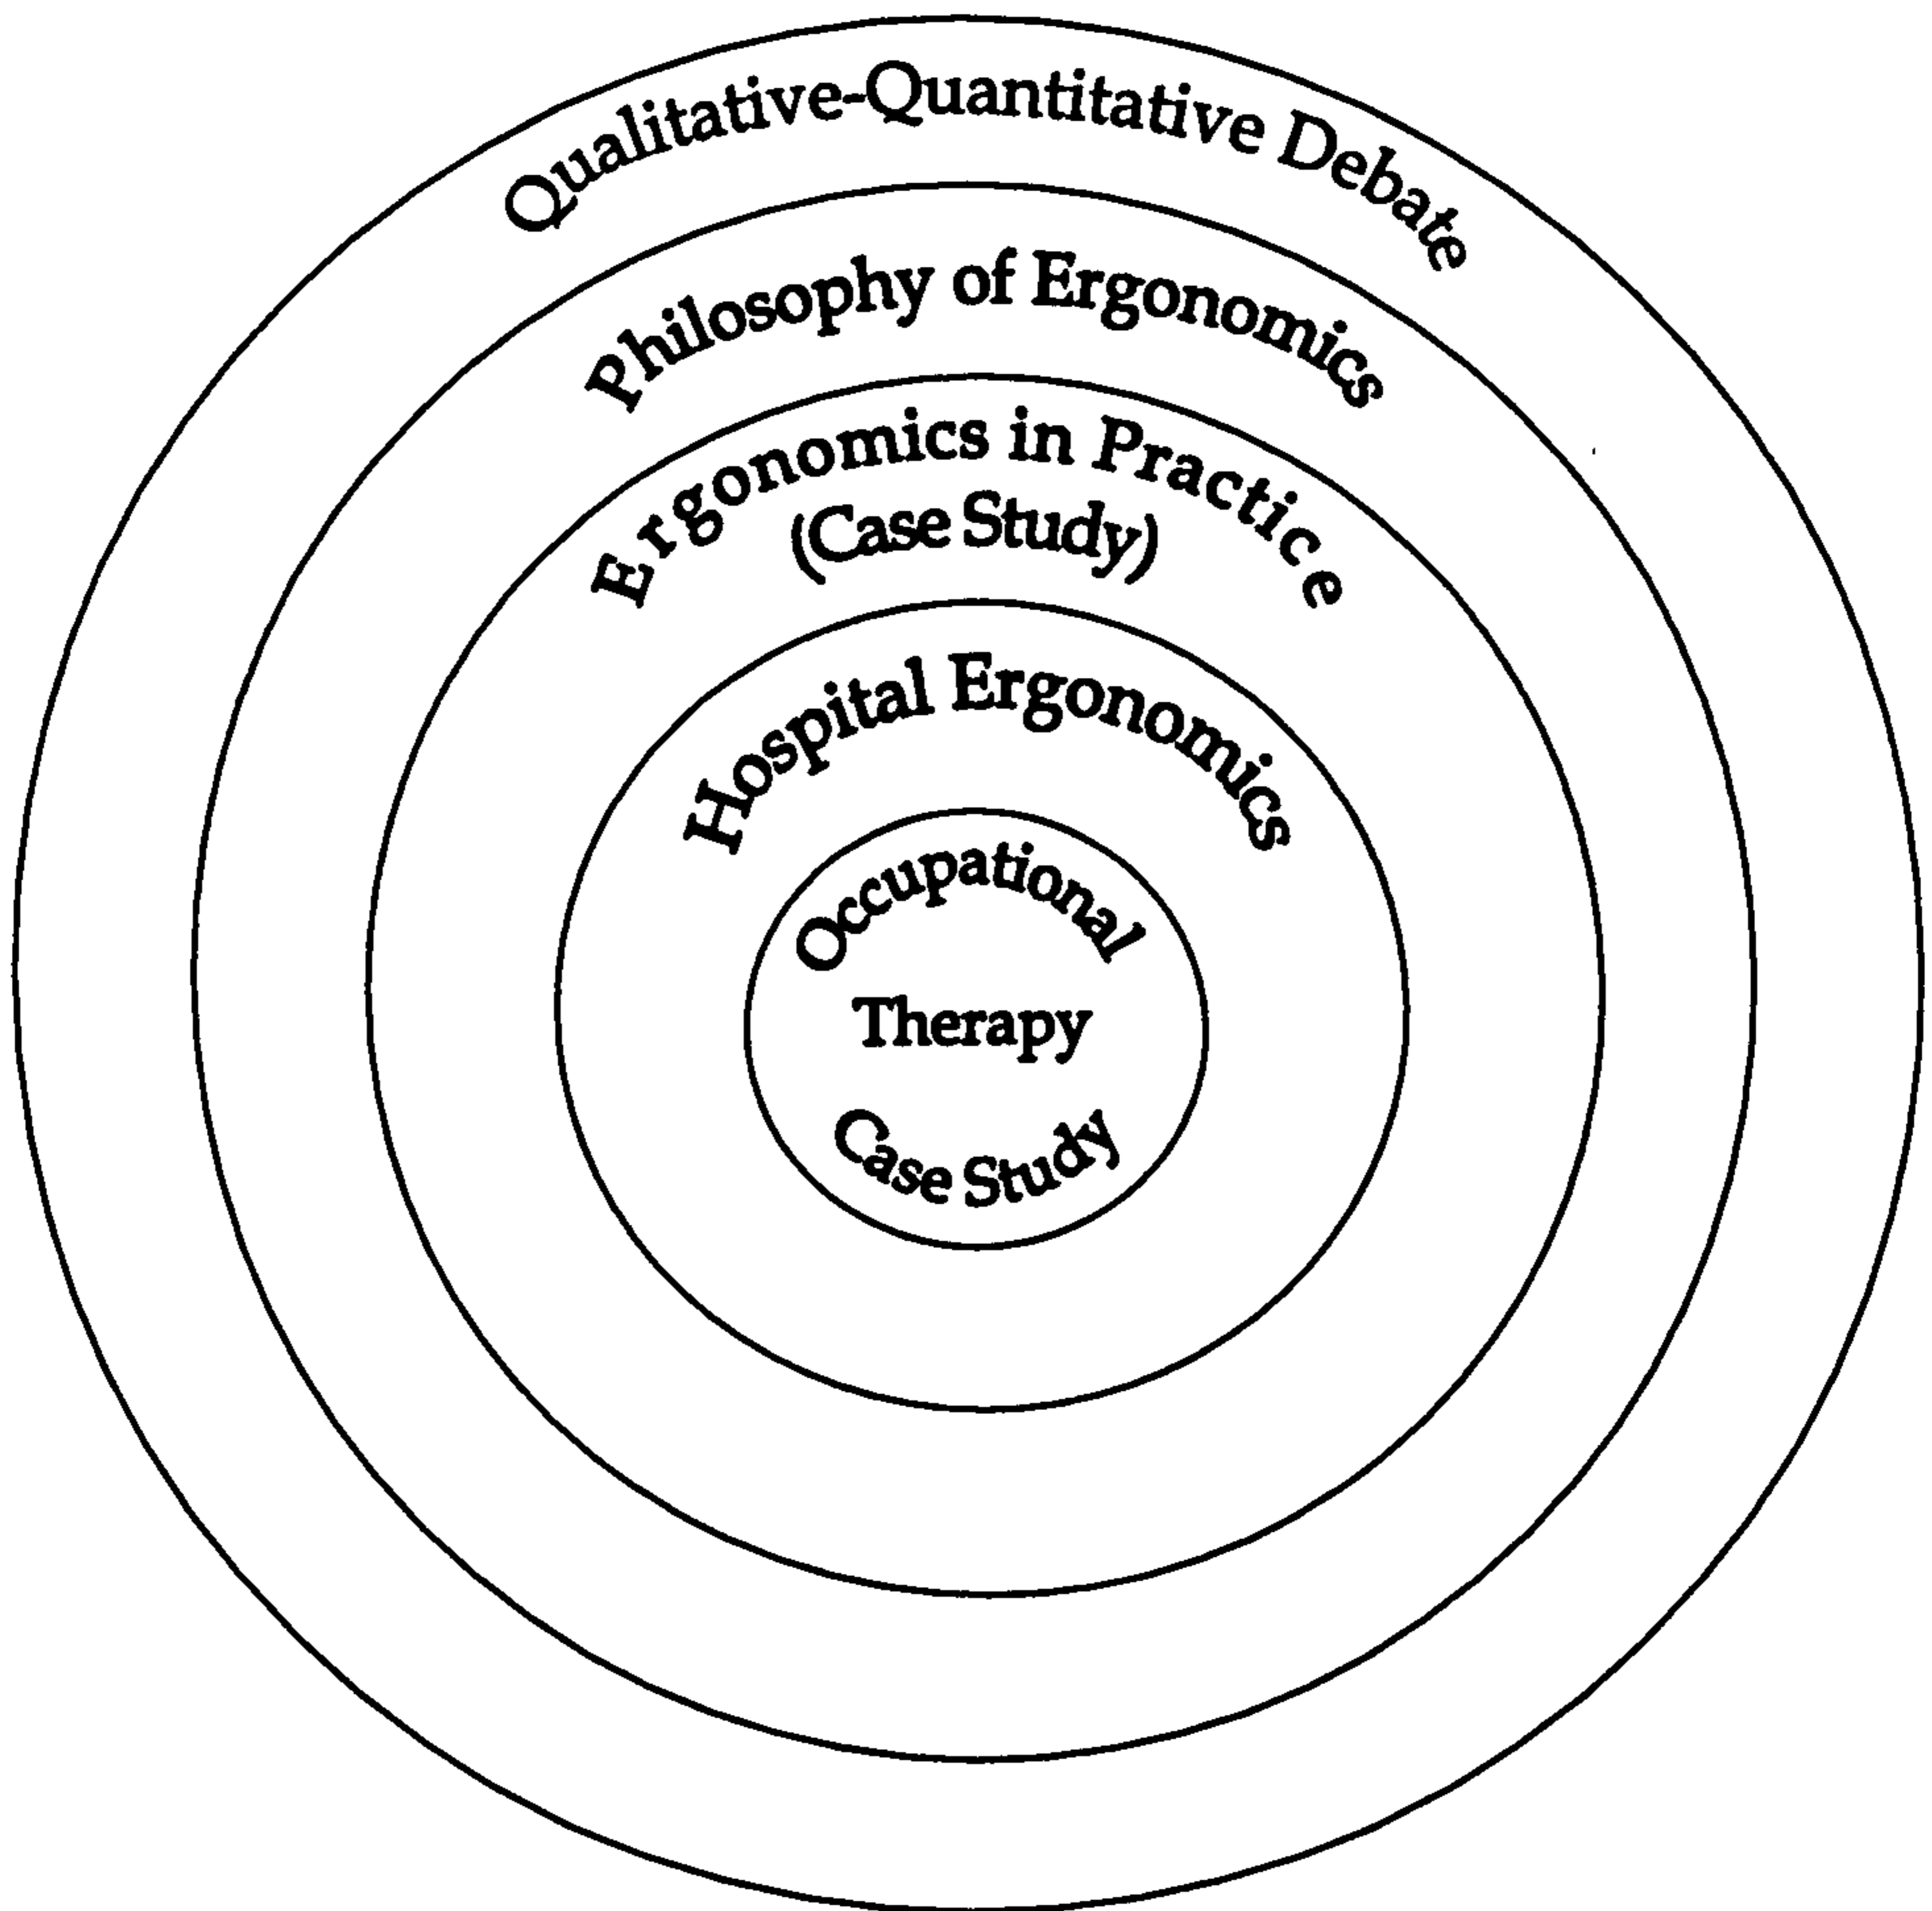 Qualitative-Quantitative Debate
Philosophy of Ergonomics
Ergonomics in Practice
(Case Study)
Hospital Ergonomics
Occupational
Therapy
Case Study